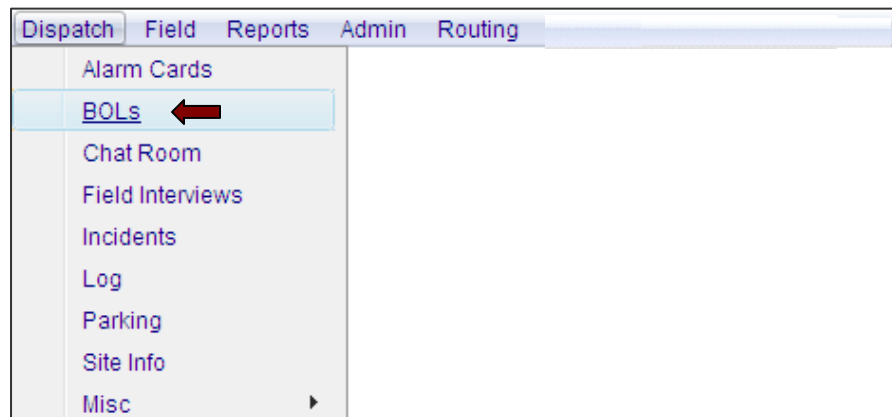 Dispatch Field Reports Admin Routing
Alarm Cards
BOLs
Chat Room
Field Interviews
Incidents
Log
Parking
Site Info
Misc